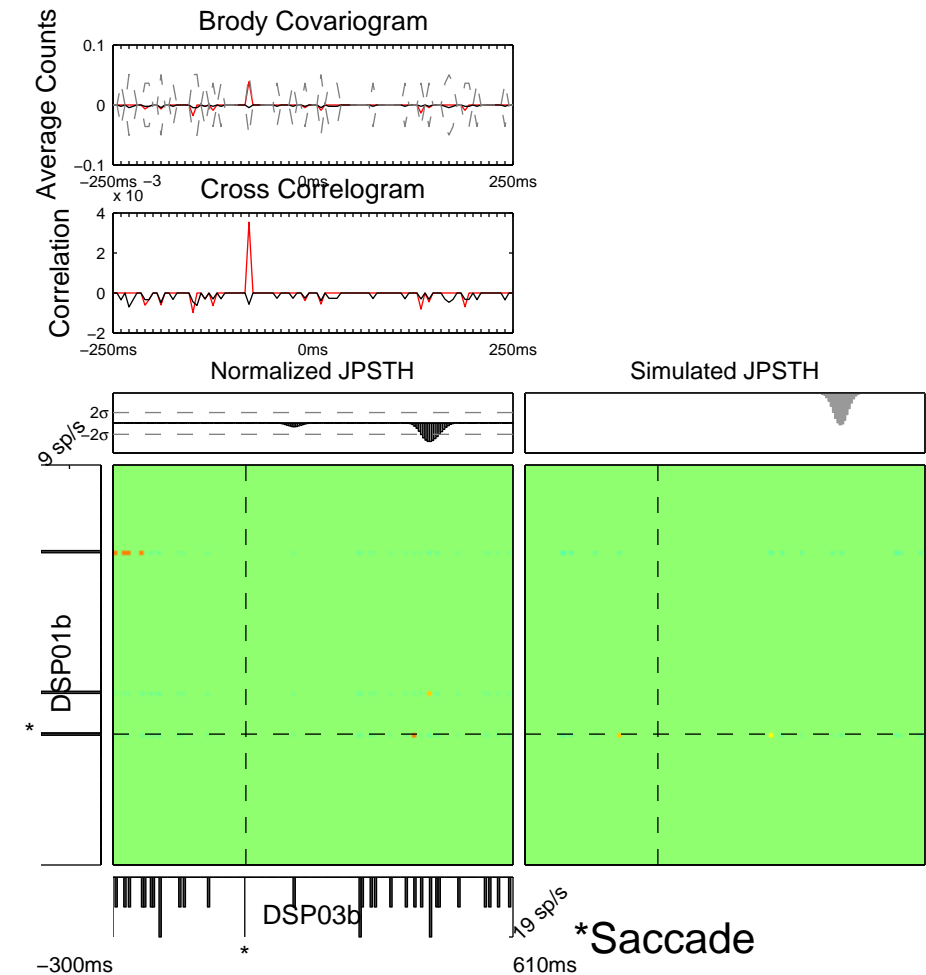 Brody Covariogram
Average Counts
0.1
0
−0.1
−250ms
0ms
250ms
−3
x 10
Cross Correlogram
Correlation
4
2
0
−2
−250ms
0ms
250ms
Normalized JPSTH
Simulated JPSTH
2σ
−2σ
9 sp/s
DSP01b
*
DSP03b
19 sp/s
*
*Saccade
−300ms
610ms